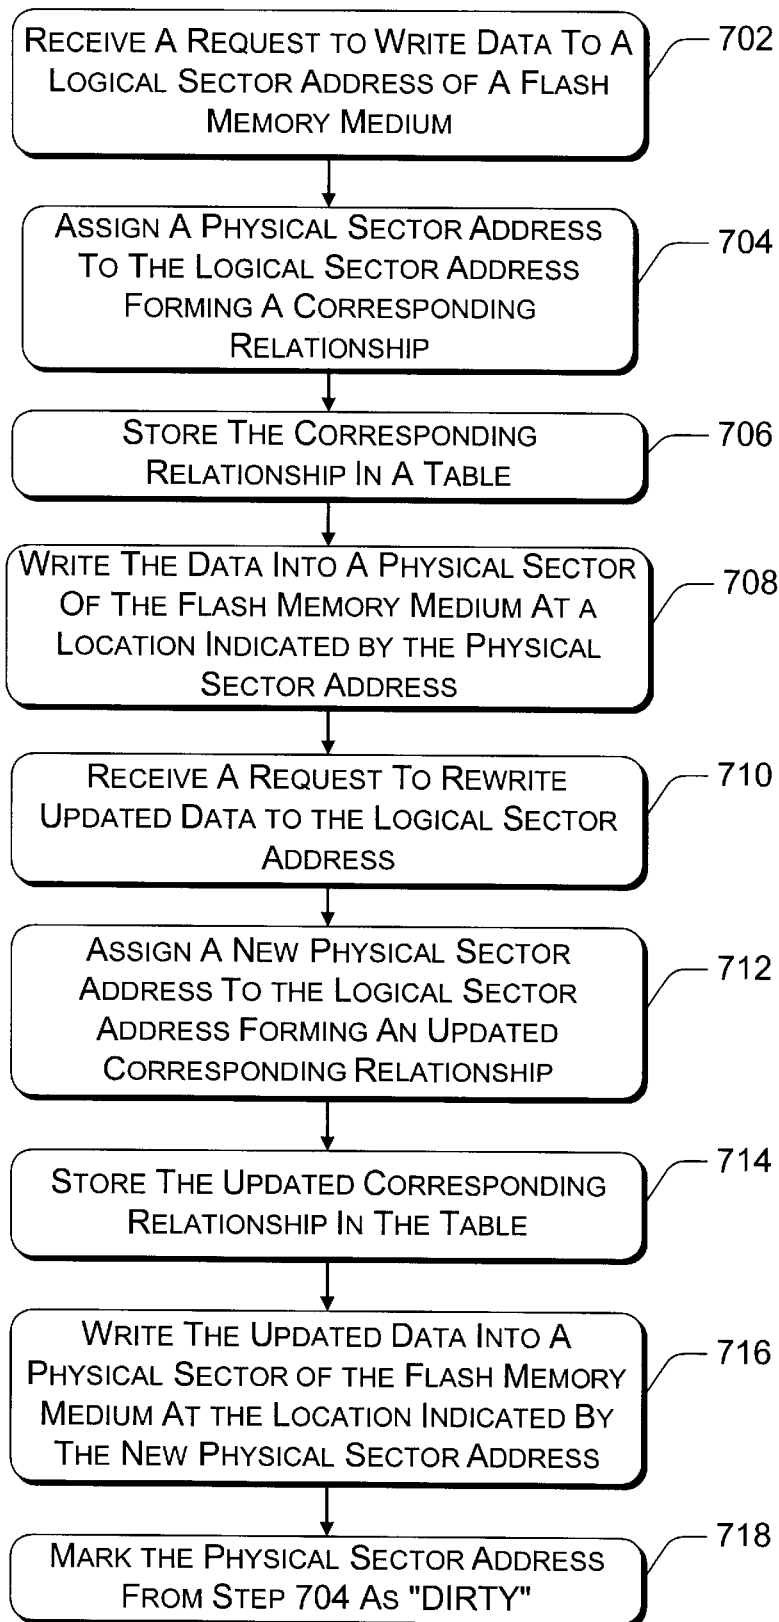 RECEIVE A REQUEST TO WRITE DATA TO A
LOGICAL SECTOR ADDRESS OF A FLASH
MEMORY MEDIUM
702
ASSIGN A PHYSICAL SECTOR ADDRESS
TO THE LOGICAL SECTOR ADDRESS
FORMING A CORRESPONDING
RELATIONSHIP
704
STORE THE CORRESPONDING
RELATIONSHIP IN A TABLE
706
WRITE THE DATA INTO A PHYSICAL SECTOR
OF THE FLASH MEMORY MEDIUM AT A
LOCATION INDICATED BY THE PHYSICAL
SECTOR ADDRESS
708
RECEIVE A REQUEST TO REWRITE
UPDATED DATA TO THE LOGICAL SECTOR
ADDRESS
710
ASSIGN A NEW PHYSICAL SECTOR
ADDRESS TO THE LOGICAL SECTOR
ADDRESS FORMING AN UPDATED
CORRESPONDING RELATIONSHIP
712
STORE THE UPDATED CORRESPONDING
RELATIONSHIP IN THE TABLE
714
WRITE THE UPDATED DATA INTO A
PHYSICAL SECTOR OF THE FLASH MEMORY
MEDIUM AT THE LOCATION INDICATED BY
THE NEW PHYSICAL SECTOR ADDRESS
716
MARK THE PHYSICAL SECTOR ADDRESS
FROM STEP 704 AS "DIRTY"
718